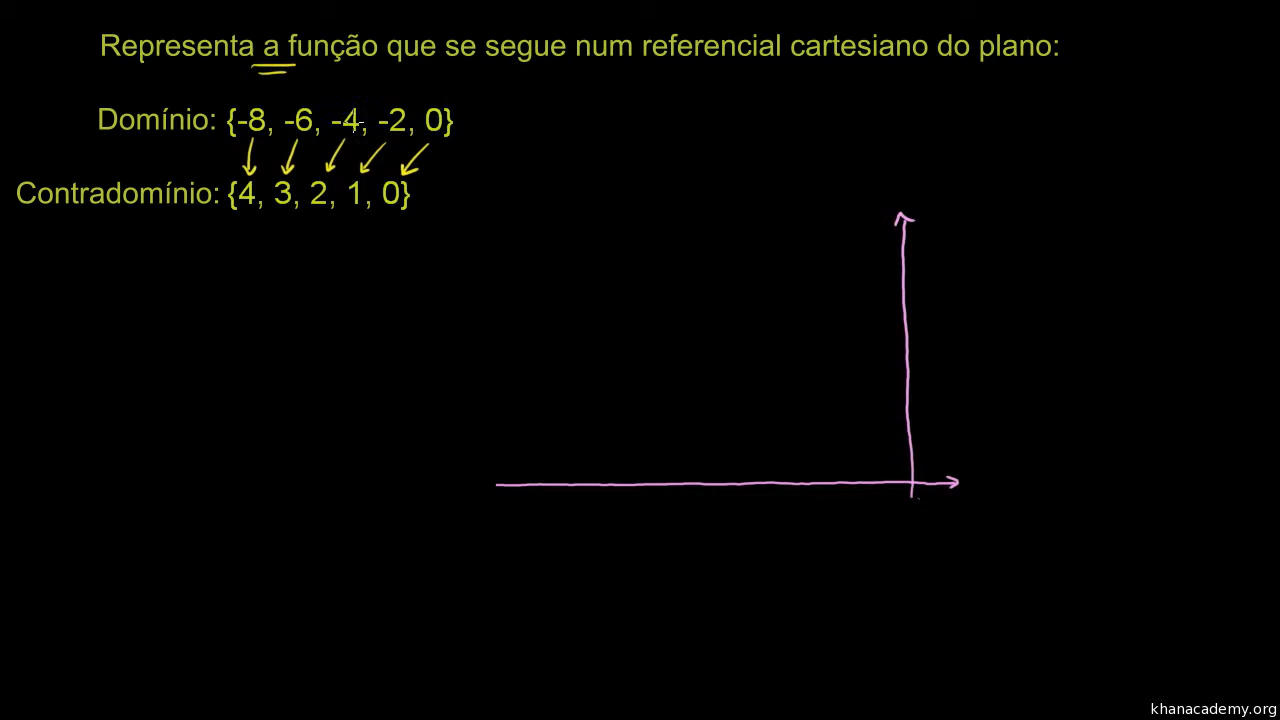 Representa a função que se segue num referencial cartesiano do plano:
Domínio: {-8, -6, -4, -2, 0}
Contradomínio: {4, 3, 2, 1, 0}
khanacademy.org